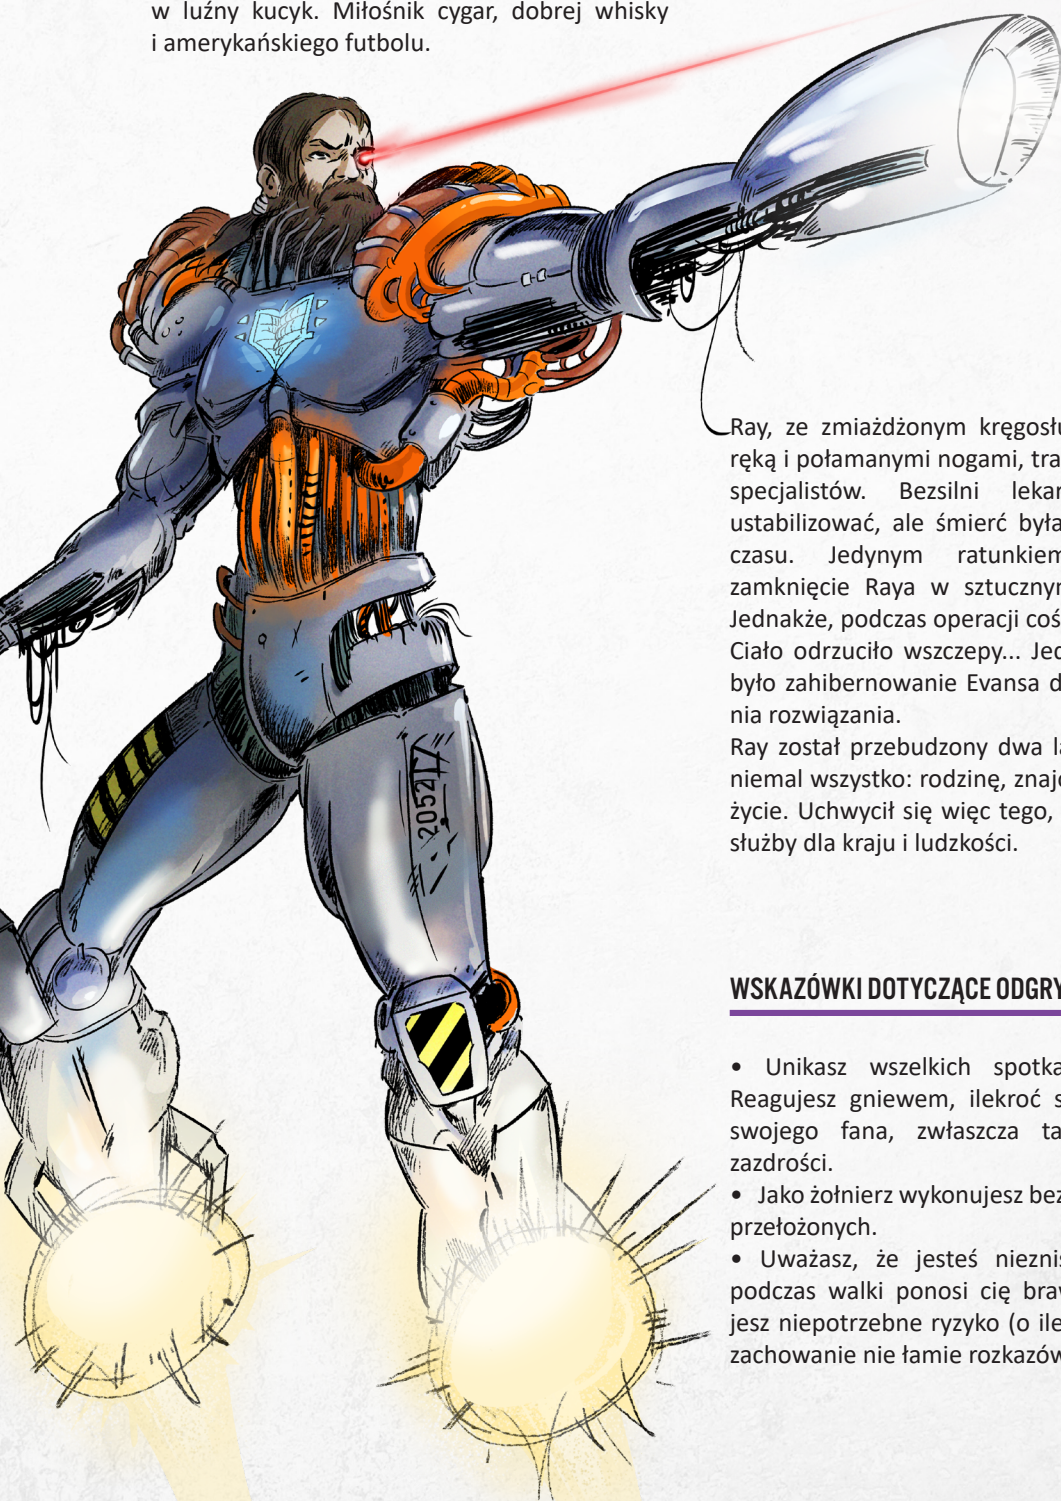 w luźny kucyk. Miłośnik cygar, dobrej whisky
i amerykańskiego futbolu.
Ray, ze zmiażdżonym kręgosłu
ręką i połamanymi nogami, tra
specjalistów. Bezsilni lekar
ustabilizować, ale śmierć była
czasu. Jedynym ratunkiem
zamknięcie Raya w sztucznyn
Jednakże, podczas operacji coś
Ciało odrzuciło wszczepy... Jed
było zahibernowanie Evansa d
nia rozwiązania.
Ray został przebudzony dwa la
niemal wszystko: rodzinę, znajo
życie. Uchwycił się więc tego,
służby dla kraju i ludzkości.
2052
WSKAZÓWKI DOTYCZĄCE ODGRY
• Unikasz wszelkich spotka
Reagujesz gniewem, ilekroć s
swojego fana, zwłaszcza ta
zazdrości.
• Jako żołnierz wykonujesz bez
przełożonych.
• Uważasz, że jesteś niezniś
podczas walki ponosi cię braw
jesz niepotrzebne ryzyko (o ile
zachowanie nie łamie rozkazów